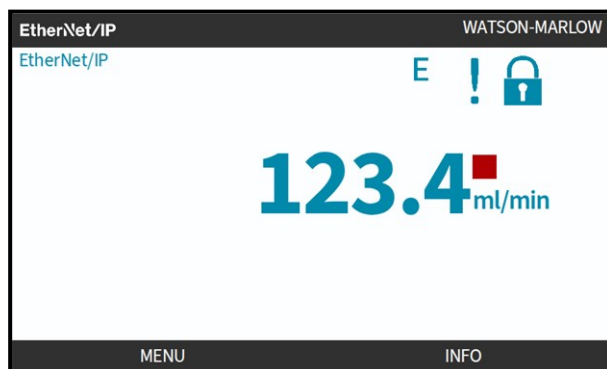 EtherNet/IP WATSON-MARLOW
EtherNet/IP
E !
123.4 ml/min
MENU INFO